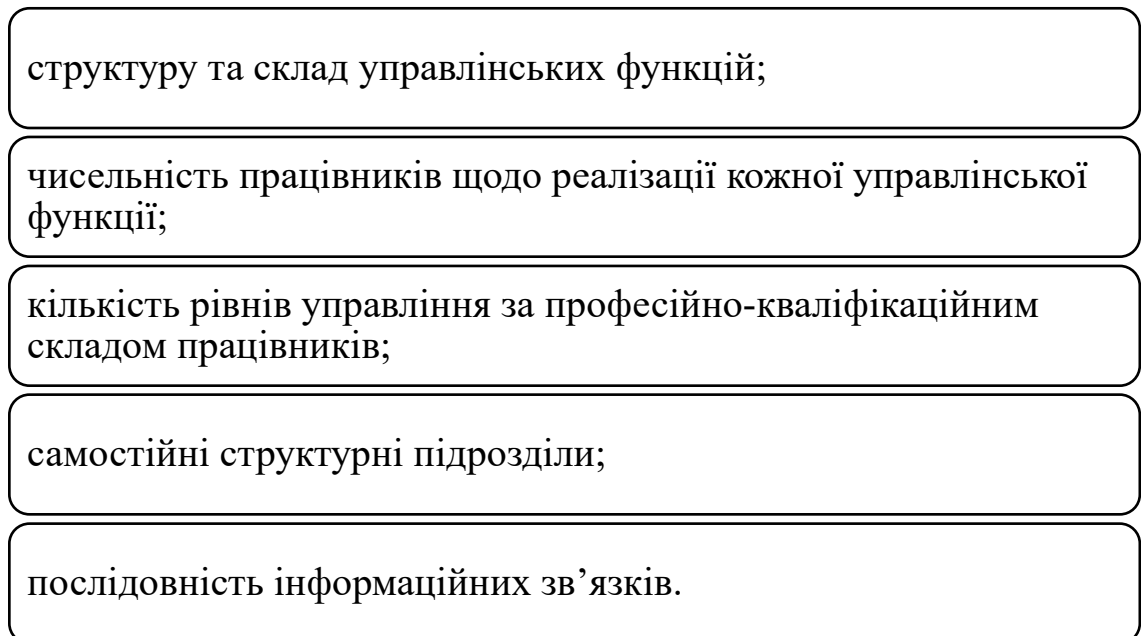 структуру та склад управлінських функцій;
чисельність працівників щодо реалізації кожної управлінської
функції;
кількість рівнів управління за професійно-кваліфікаційним
складом працівників;
самостійні структурні підрозділи;
послідовність інформаційних зв’язків.